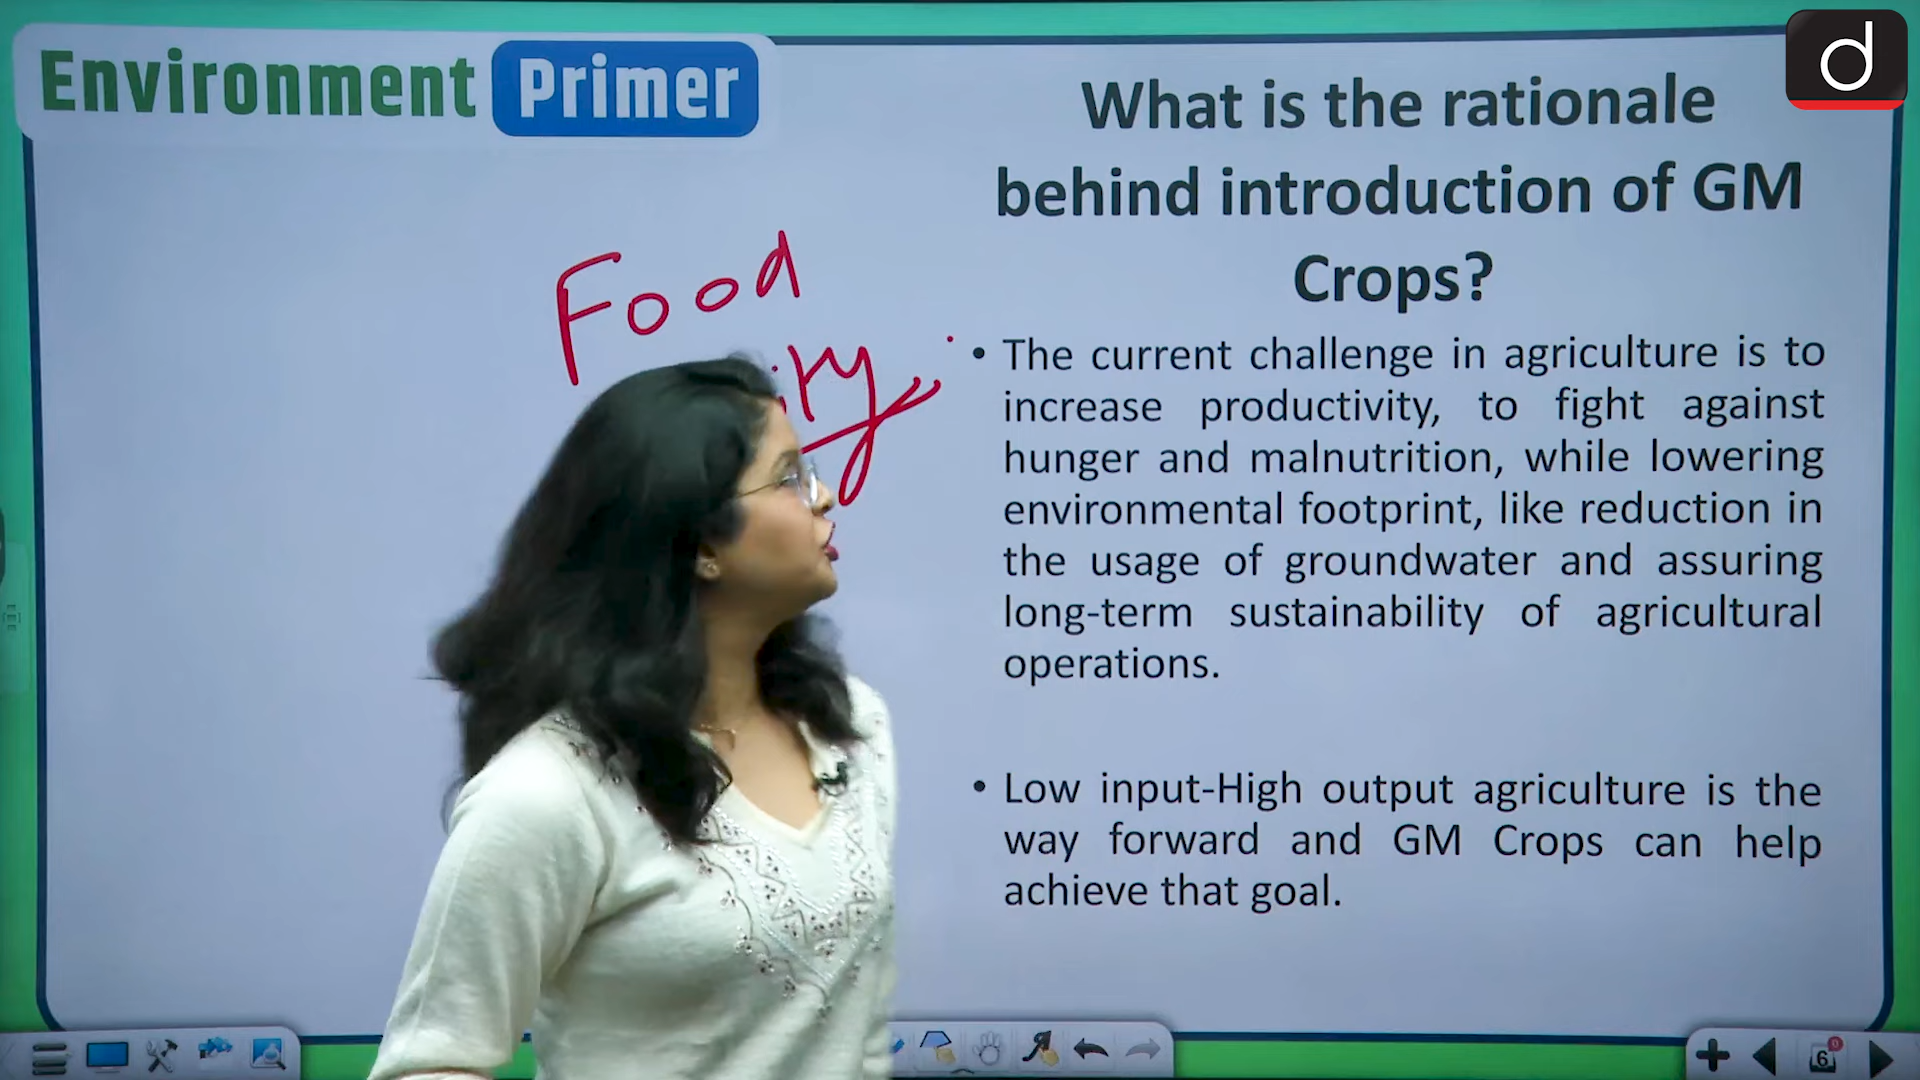 Environment Primer
d
What is the rationale
behind introduction of GM
Crops?
Food
• The current challenge in agriculture is to
increase productivity, to fight against
hunger and malnutrition, while lowering
environmental footprint, like reduction in
the usage of groundwater and assuring
long-term sustainability of agricultural
operations.
• Low input-High output agriculture is the
way forward and GM Crops can help
achieve that goal.
6
0